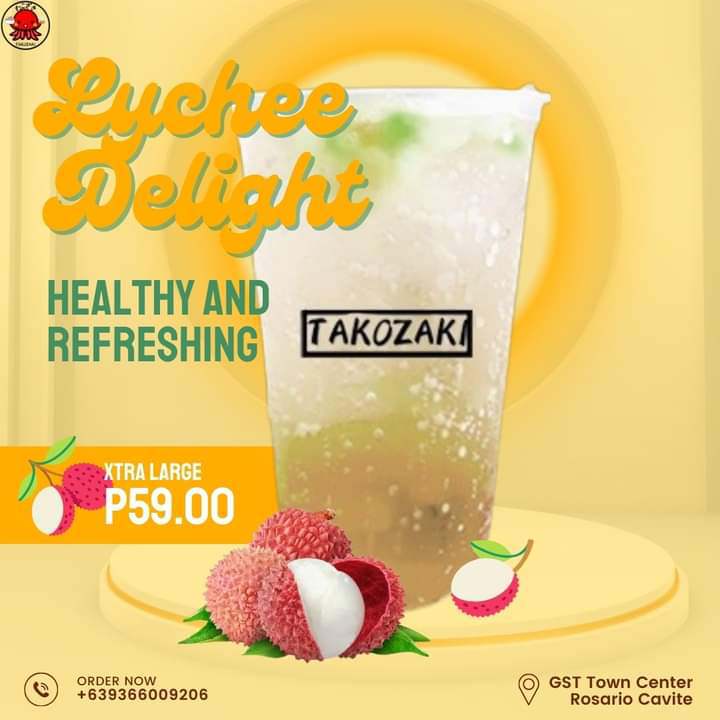 Lychee
Delight
HEALTHY AND
REFRESHING
TAKOZAKI
XTRA LARGE
P59.00
ORDER NOW
+639366009206
GST Town Center
Rosario Cavite